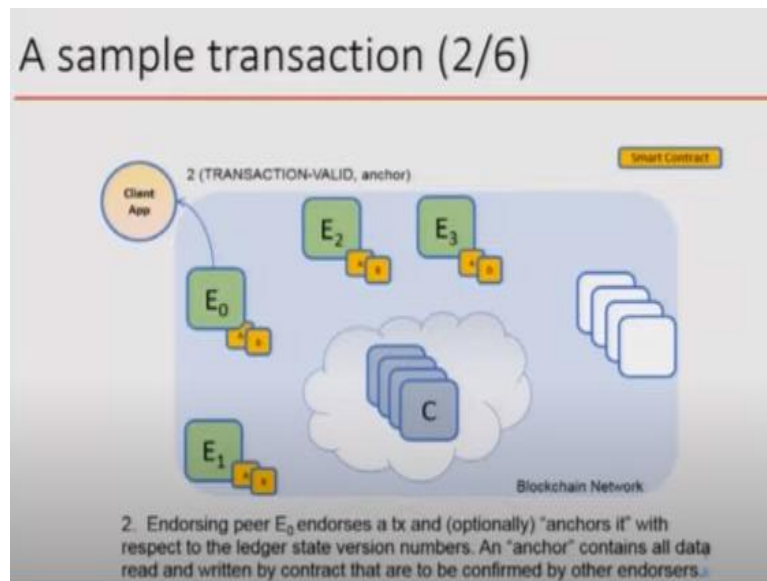 A sample transaction (2/6)
2 (TRANSACTION-VALID, anchor)
Smart Contract
Client
App
E2
E3
A
B
A
B
E0
A
B
C
E1
A
B
Blockchain Network
2. Endorsing peer E0 endorses a tx and (optionally) "anchors it" with
respect to the ledger state version numbers. An "anchor" contains all data
read and written by contract that are to be confirmed by other endorsers.